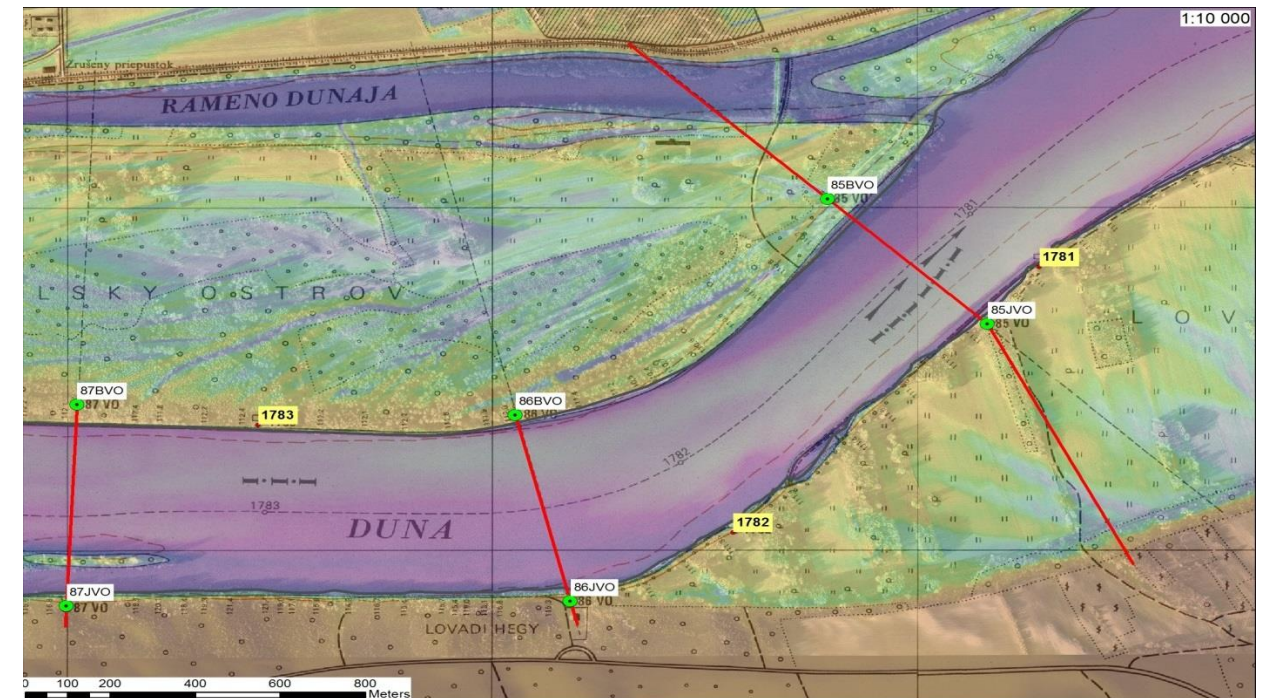 1:10 000
Zrušený priepustok
RAMENO DUNAJA
85BVO
85 VO
1781
1781
85JVO
85 VO
L O V
L S K Y O S T R O V
87BVO
87 VO
1783
86BVO
86 VO
1782
1783
DUNA
1782
87JVO
87 VO
86JVO
86 VO
LOVADI HEGY
0 100 200 400 600 800
Meters